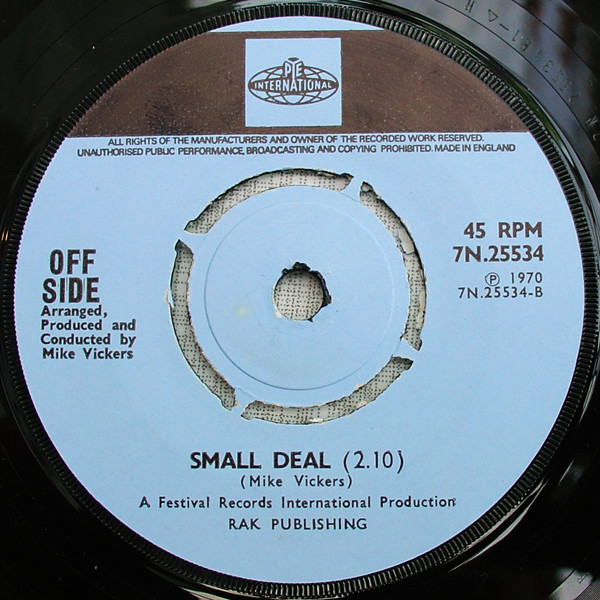 PYE
INTERNATIONAL
ALL RIGHTS OF THE MANUFACTURERS AND OWNER OF THE RECORDED WORK RESERVED.
UNAUTHORISED PUBLIC PERFORMANCE, BROADCASTING AND COPYING PROHIBITED. MADE IN ENGLAND
OFF
SIDE
Arranged,
Produced and
Conducted by
Mike Vickers
45 RPM
7N.25534
Ⓟ 1970
7N.25534-B
SMALL DEAL (2.10)
(Mike Vickers)
A Festival Records International Production
RAK PUBLISHING